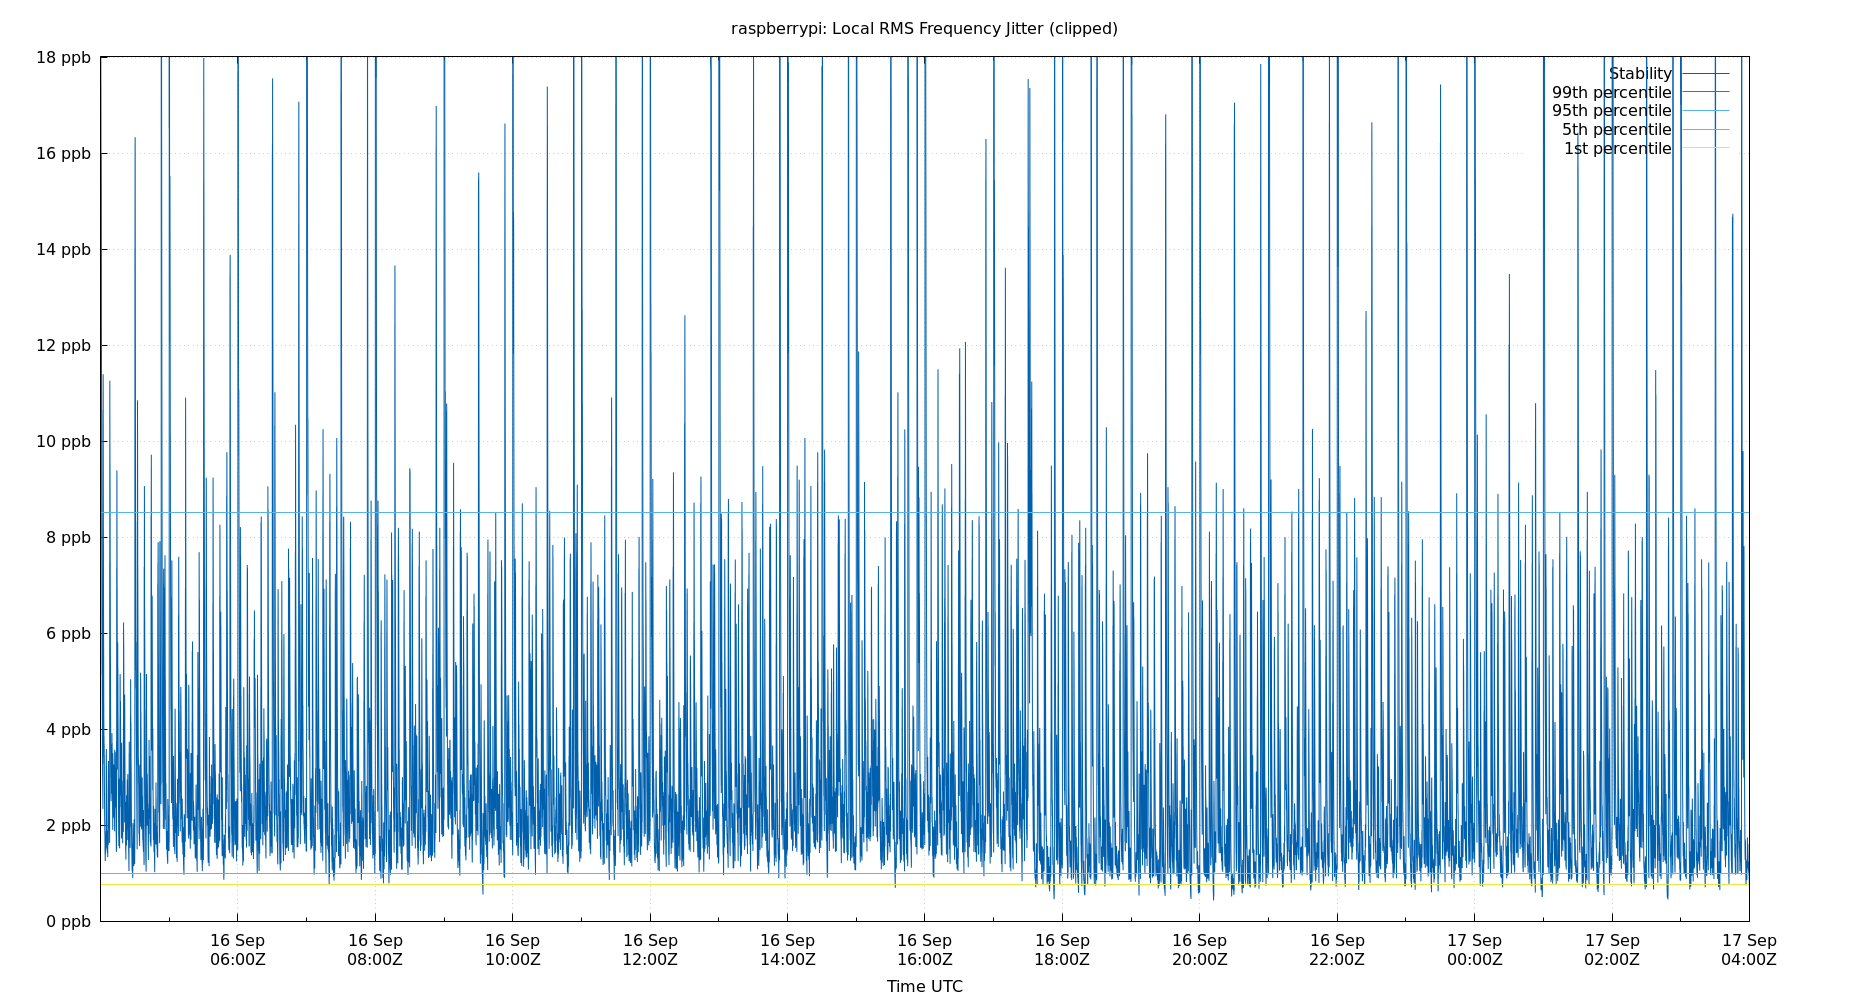 raspberrypi: Local RMS Frequency Jitter (clipped)
18 ppb
16 ppb
14 ppb
12 ppb
10 ppb
8 ppb
6 ppb
4 ppb
2 ppb
0 ppb
Stability
99th percentile
95th percentile
5th percentile
1st percentile
16 Sep 16 Sep 16 Sep 16 Sep 16 Sep 16 Sep 16 Sep 16 Sep 16 Sep 17 Sep 17 Sep 17 Sep
06:00Z 08:00Z 10:00Z 12:00Z 14:00Z 16:00Z 18:00Z 20:00Z 22:00Z 00:00Z 02:00Z 04:00Z
Time UTC